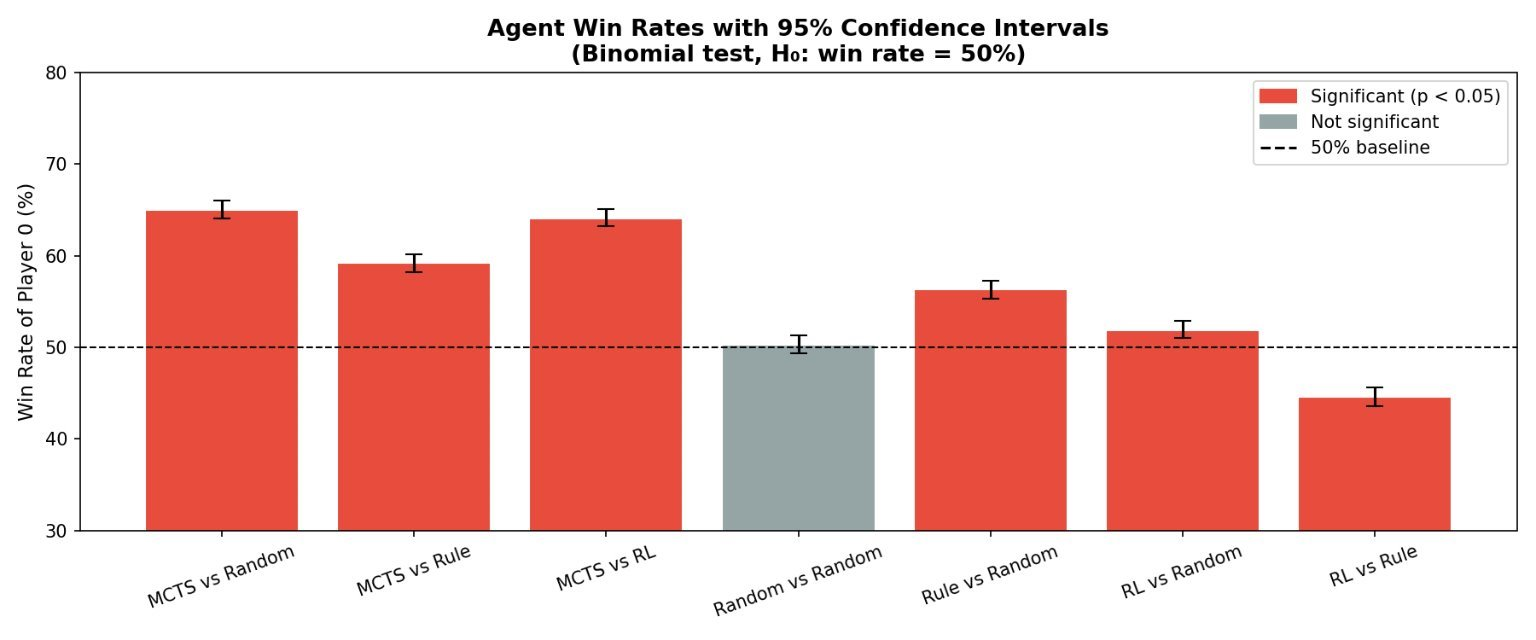 Agent Win Rates with 95% Confidence Intervals
(Binomial test, H₀: win rate = 50%)
Win Rate of Player 0 (%)
80
70
60
50
40
30
Significant (p < 0.05)
Not significant
50% baseline
MCTS vs Random
MCTS vs Rule
MCTS vs RL
Random vs Random
Rule vs Random
RL vs Random
RL vs Rule